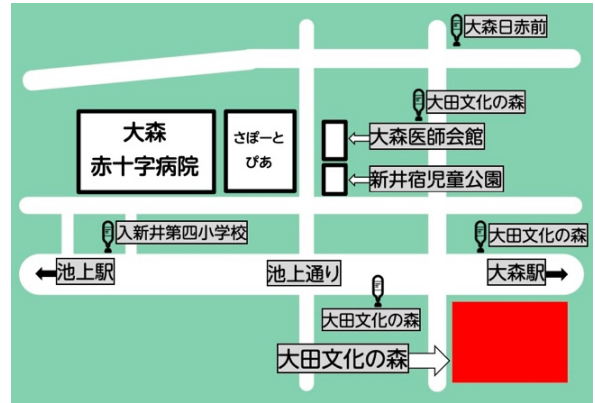 大森日赤前
大田文化の森
大森
赤十字病院
さぽーと
ぴあ
大森医師会館
新井宿児童公園
入新井第四小学校
大田文化の森
池上駅
池上通り
大森駅
大田文化の森
大田文化の森